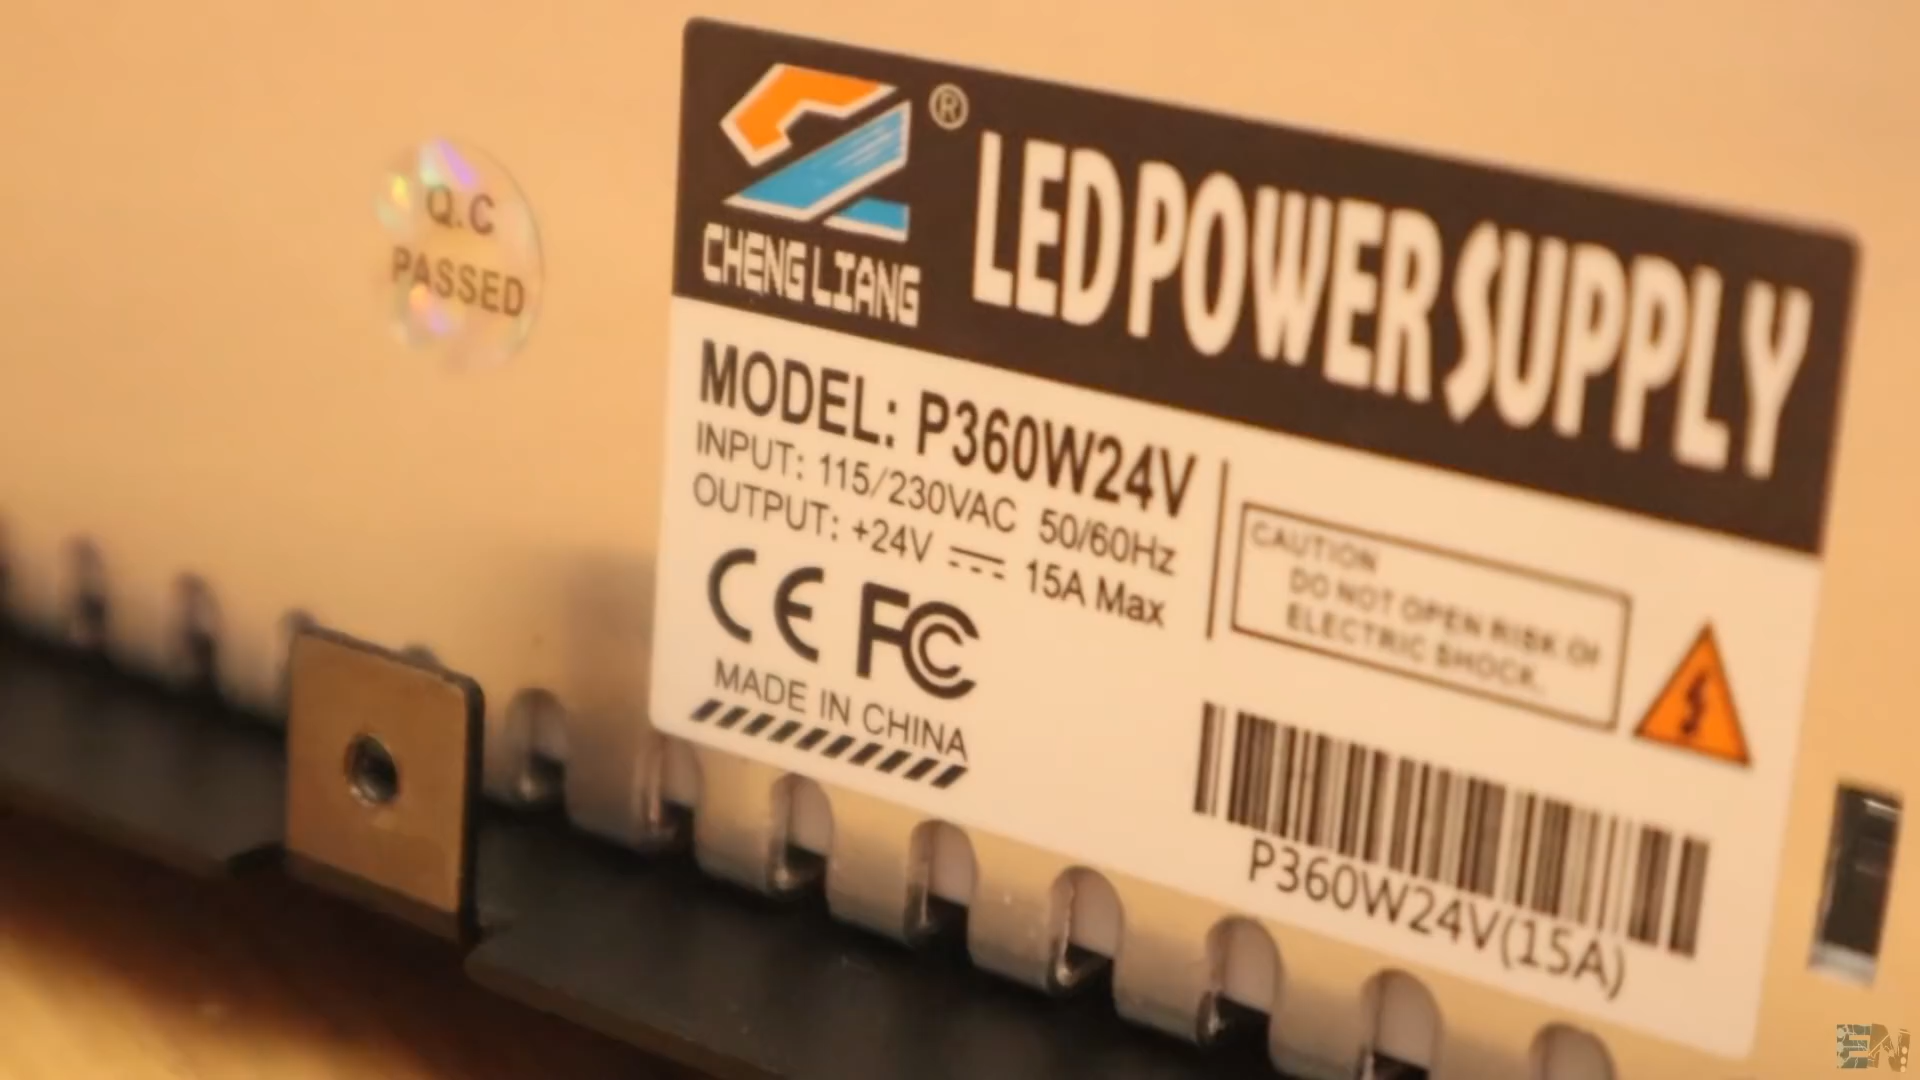 Q.C
PASSED
®
CHENG LIANG
LED POWER SUPPLY
MODEL: P360W24V
INPUT: 115/230VAC 50/60Hz
OUTPUT: +24V ⎓ 15A Max
CE FC
MADE IN CHINA
CAUTION
DO NOT OPEN RISK OF
ELECTRIC SHOCK.
P360W24V(15A)
EN